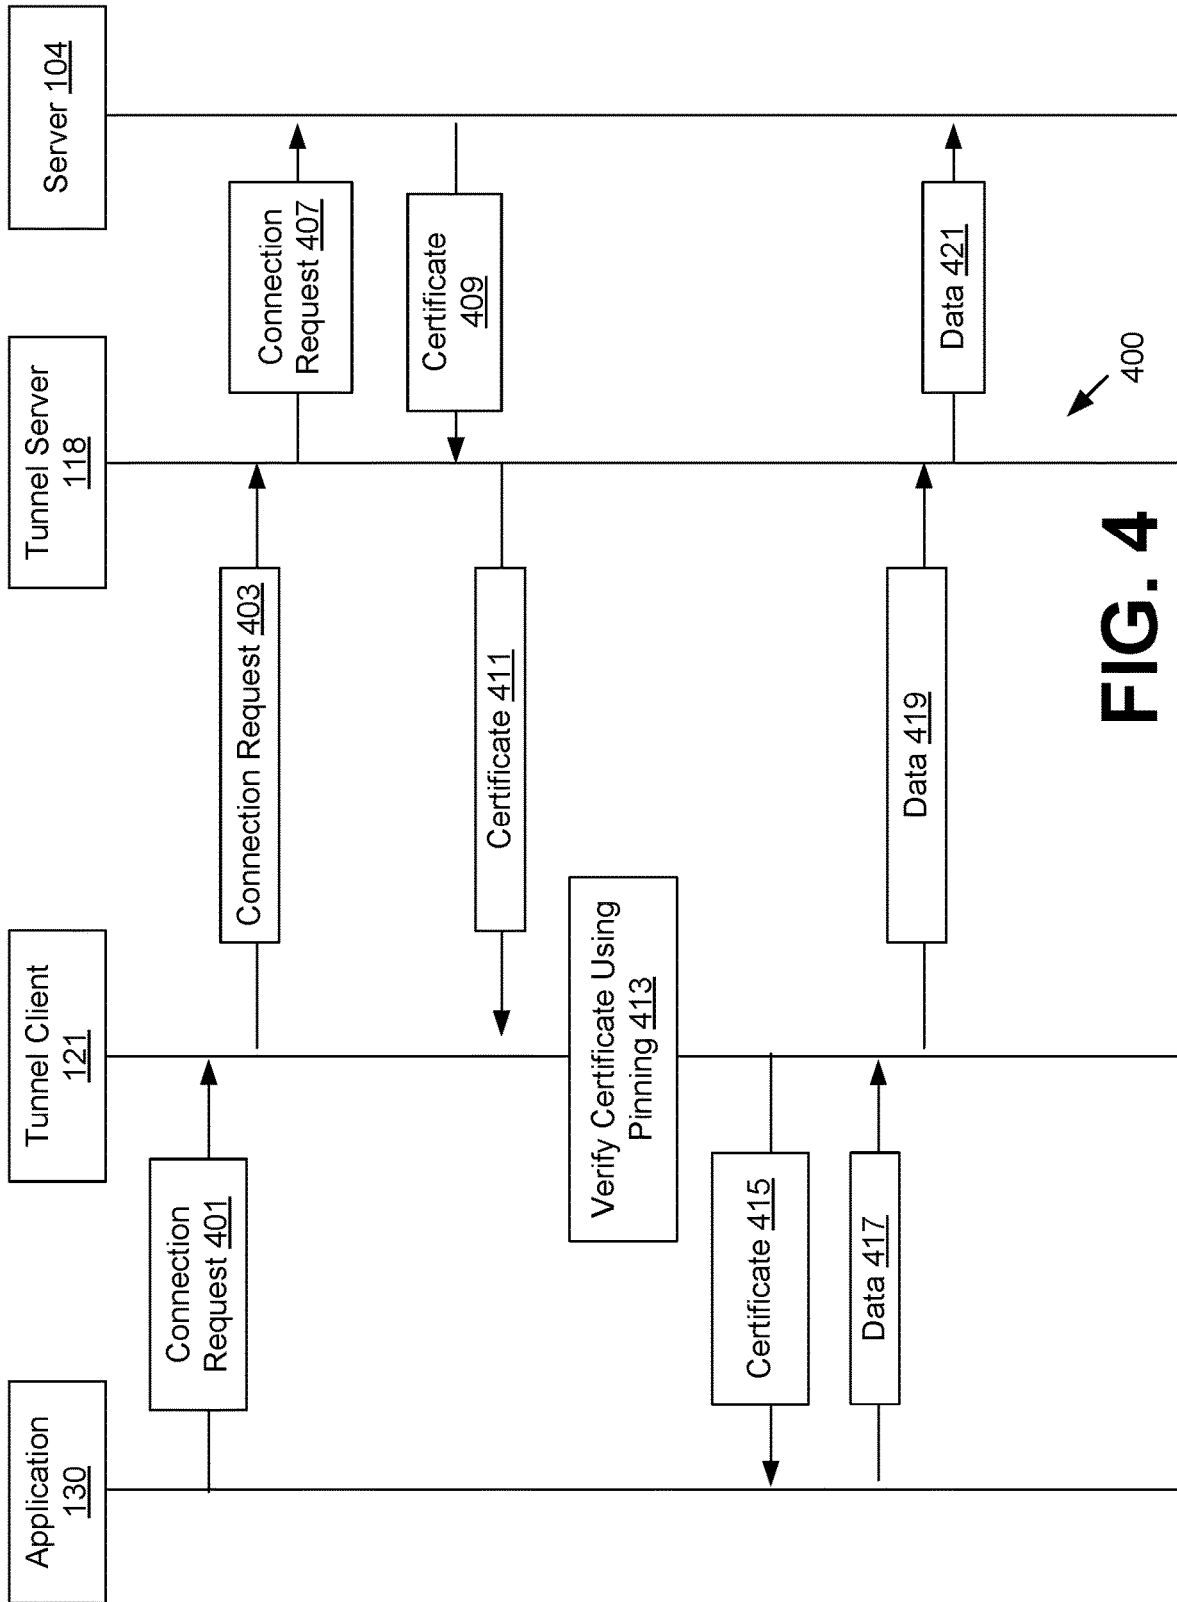 Application
130
Tunnel Client
121
Tunnel Server
118
Server 104
Connection
Request 401
Connection Request 403
Connection
Request 407
Certificate
409
Certificate 411
Verify Certificate Using
Pinning 413
Certificate 415
Data 417
Data 419
Data 421
400
FIG. 4